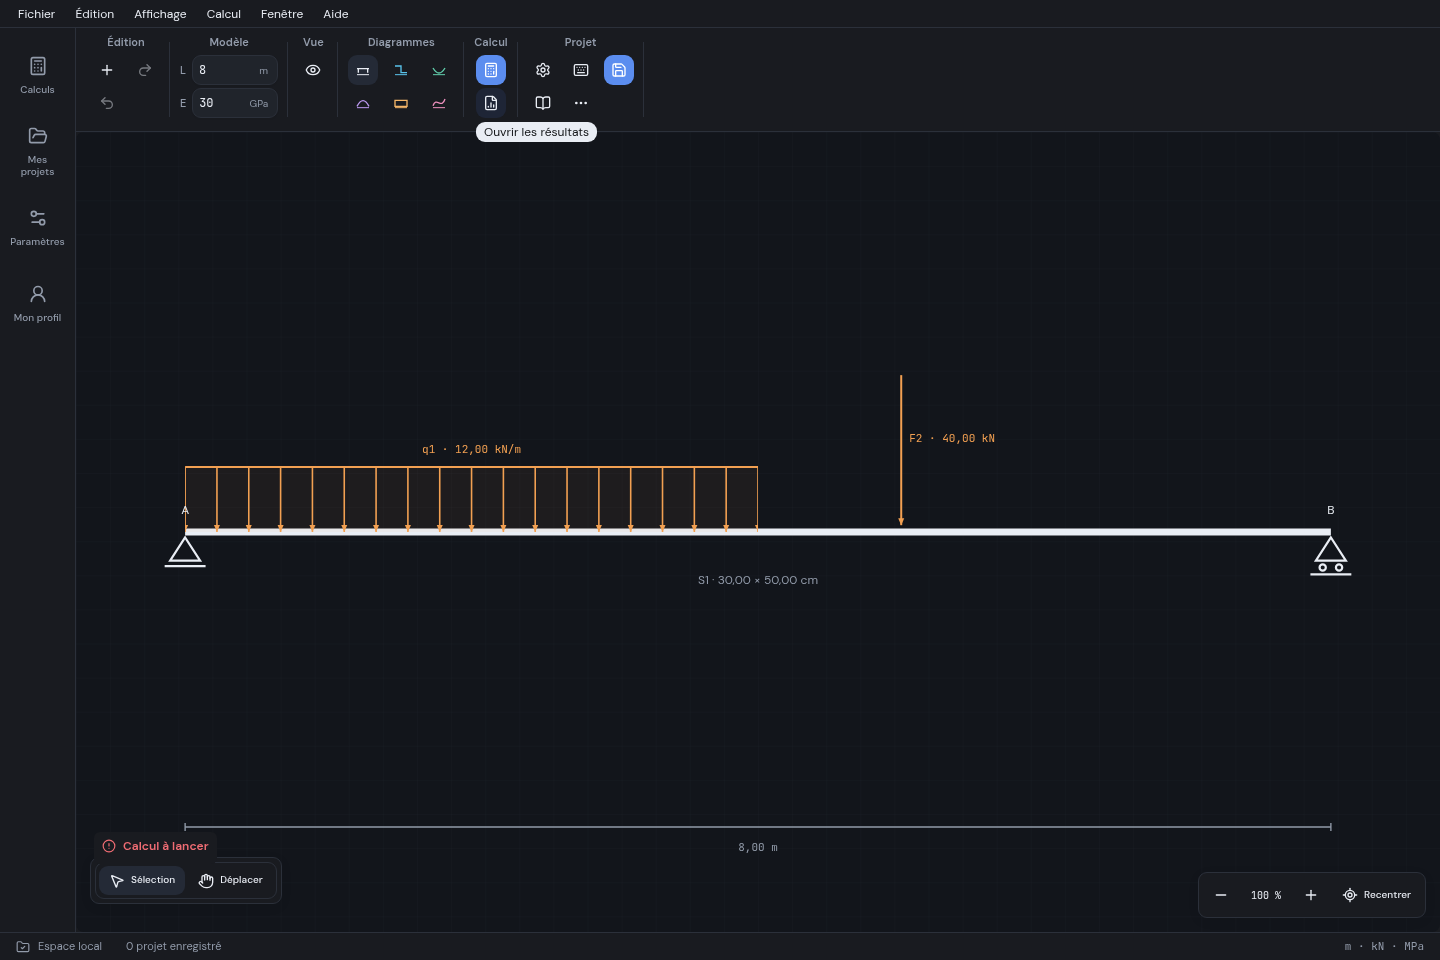 Fichier Édition Affichage Calcul Fenêtre Aide
Édition Modèle Vue Diagrammes Calcul Projet
L 8 m
E 30 GPa
Ouvrir les résultats
Calculs
Mes
projets
Paramètres
Mon profil
F2 · 40,00 kN
q1 · 12,00 kN/m
A B
S1 · 30,00 × 50,00 cm
8,00 m
Calcul à lancer
Sélection Déplacer
100 % Recentrer
Espace local 0 projet enregistré m · kN · MPa